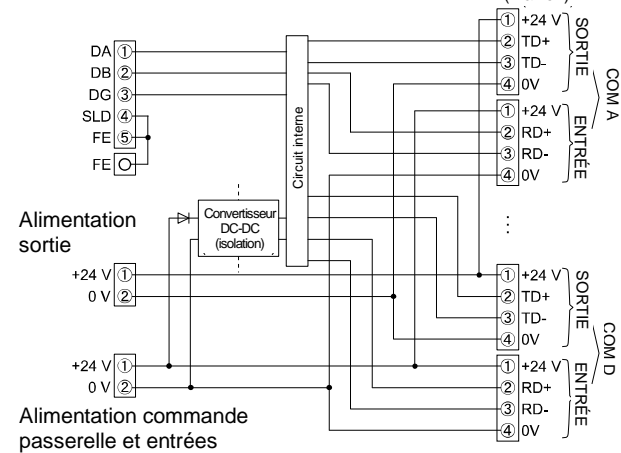 DA ①
DB ②
DG ③
SLD ④
FE ⑤
FE
Circuit interne
Convertisseur
DC-DC
(isolation)
Alimentation
sortie
+24 V ①
0 V ②
+24 V ①
0 V ②
Alimentation commande
passerelle et entrées
① +24 V
② TD+
③ TD-
④ 0V
SORTIE
① +24 V
② RD+
③ RD-
④ 0V
ENTRÉE
COM A
⋮
① +24 V
② TD+
③ TD-
④ 0V
SORTIE
① +24 V
② RD+
③ RD-
④ 0V
ENTRÉE
COM D